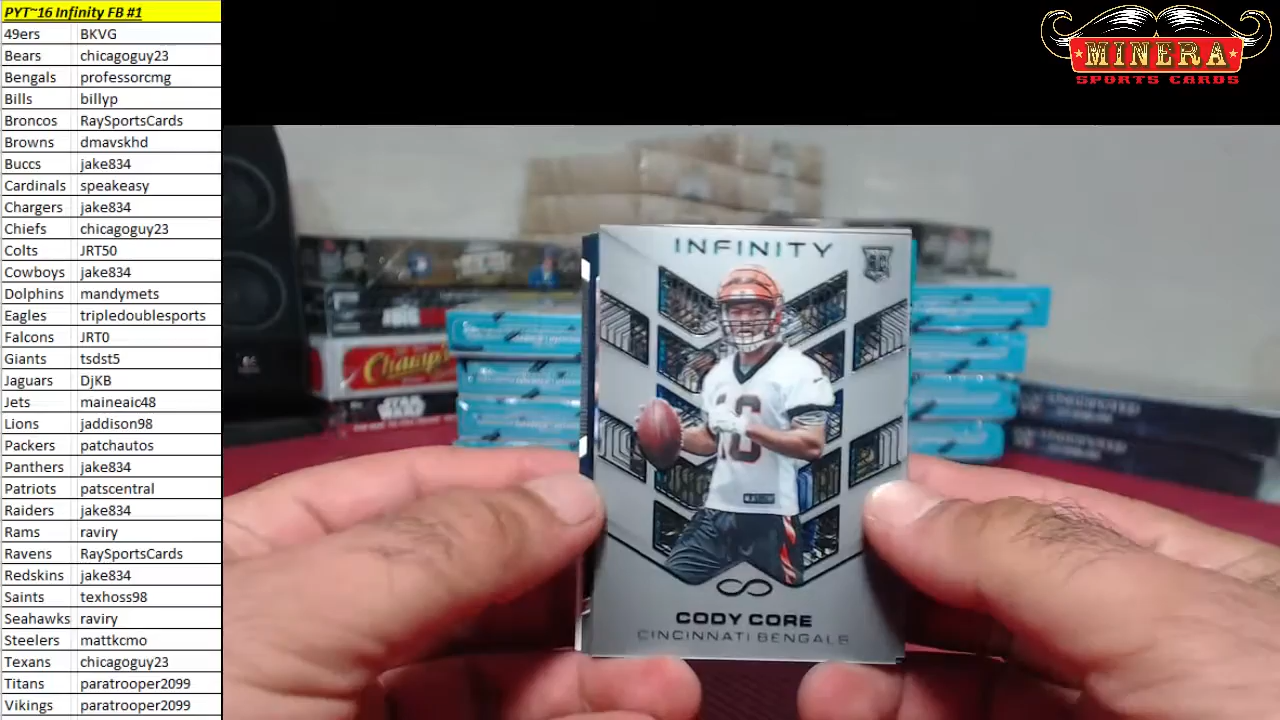 PYT~16 Infinity FB #1
49ers BKVG
Bears chicagoguy23
Bengals professorcmg
Bills billyp
Broncos RaySportsCards
Browns dmavskhd
Buccs jake834
Cardinals speakeasy
Chargers jake834
Chiefs chicagoguy23
Colts JRT50
Cowboys jake834
Dolphins mandymets
Eagles tripledoublesports
Falcons JRT0
Giants tsdst5
Jaguars DjKB
Jets maineaic48
Lions jaddison98
Packers patchautos
Panthers jake834
Patriots patscentral
Raiders jake834
Rams raviry
Ravens RaySportsCards
Redskins jake834
Saints texhoss98
Seahawks raviry
Steelers mattkcmo
Texans chicagoguy23
Titans paratrooper2099
Vikings paratrooper2099
MINERA
SPORTS CARDS
INFINITY
RC
16
CODY CORE
CINCINNATI BENGALS
Champ
STAR
WARS